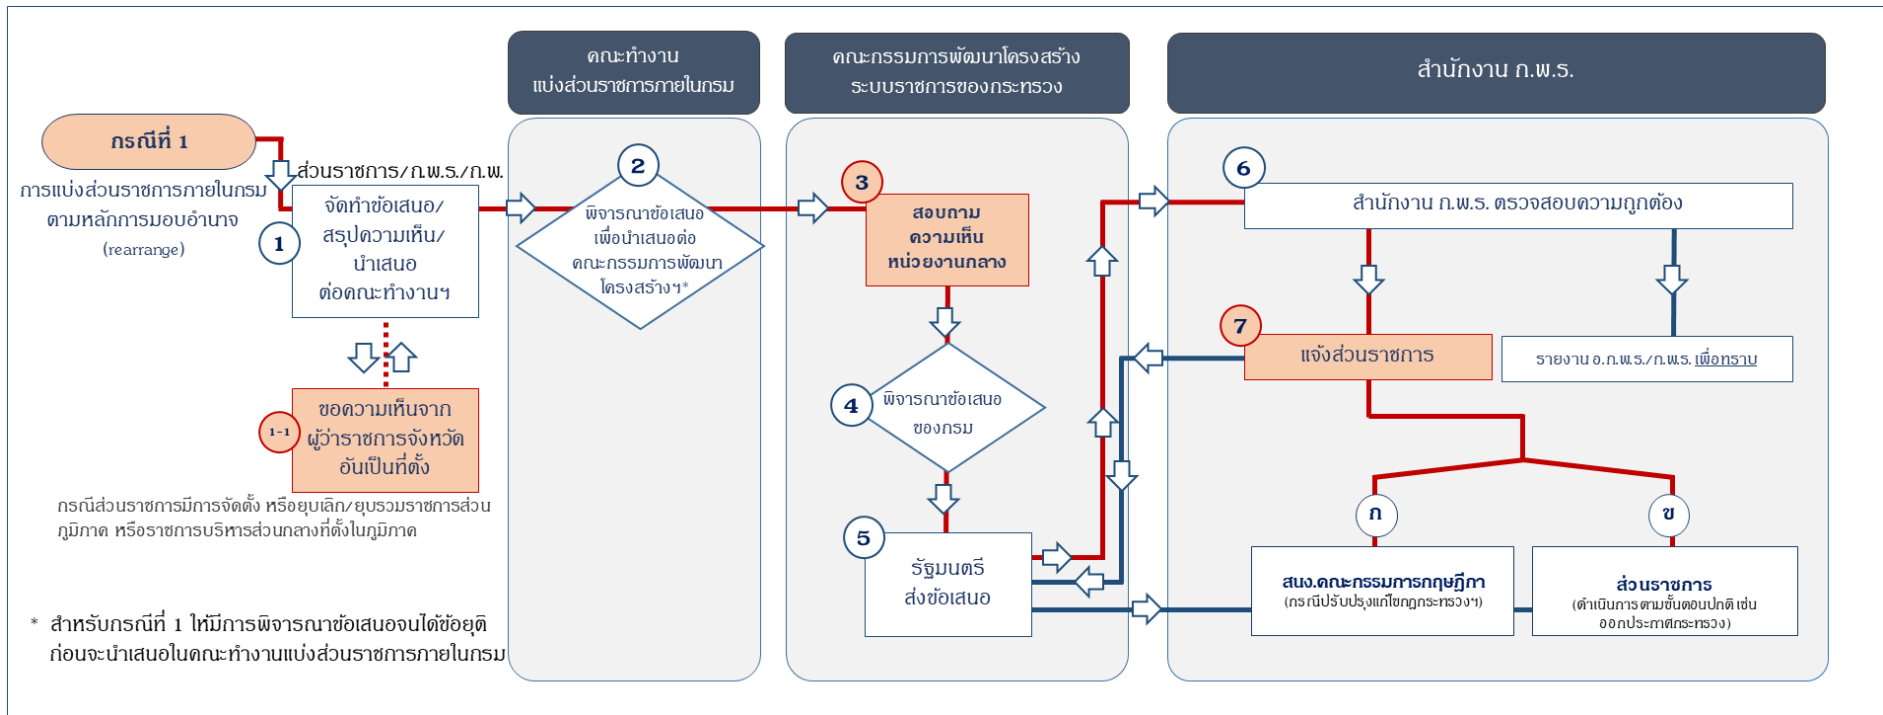 คณะทำงาน
แบ่งส่วนราชการภายในกรม
คณะกรรมการพัฒนาโครงสร้าง
ระบบราชการของกระทรวง
สำนักงาน ก.พ.ร.
กรณีที่ 1
การแบ่งส่วนราชการภายในกรม
ตามหลักการมอบอำนาจ
(rearrange)
ส่วนราชการ/ก.พ.ร./ก.พ.
1
จัดทำข้อเสนอ/
สรุปความเห็น/
นำเสนอ
ต่อคณะทำงานฯ
1-1
ขอความเห็นจาก
ผู้ว่าราชการจังหวัด
อันเป็นที่ตั้ง
กรณีส่วนราชการมีการจัดตั้ง หรือยุบเลิก/ยุบรวมราชการส่วน
ภูมิภาค หรือราชการบริหารส่วนกลางที่ตั้งในภูมิภาค
* สำหรับกรณีที่ 1 ให้มีการพิจารณาข้อเสนอจนได้ข้อยุติ
ก่อนจะนำเสนอในคณะทำงานแบ่งส่วนราชการภายในกรม
2
พิจารณาข้อเสนอ
เพื่อนำเสนอต่อ
คณะกรรมการพัฒนา
โครงสร้างฯ*
3
สอบถาม
ความเห็น
หน่วยงานกลาง
4
พิจารณาข้อเสนอ
ของกรม
5
รัฐมนตรี
ส่งข้อเสนอ
6
สำนักงาน ก.พ.ร. ตรวจสอบความถูกต้อง
7
แจ้งส่วนราชการ
รายงาน อ.ก.พ.ร./ก.พ.ร. เพื่อทราบ
ก
ข
สนง.คณะกรรมการกฤษฎีกา
(กรณีปรับปรุงแก้ไขกฎกระทรวงฯ)
ส่วนราชการ
(ดำเนินการตามขั้นตอนปกติ เช่น
ออกประกาศกระทรวง)